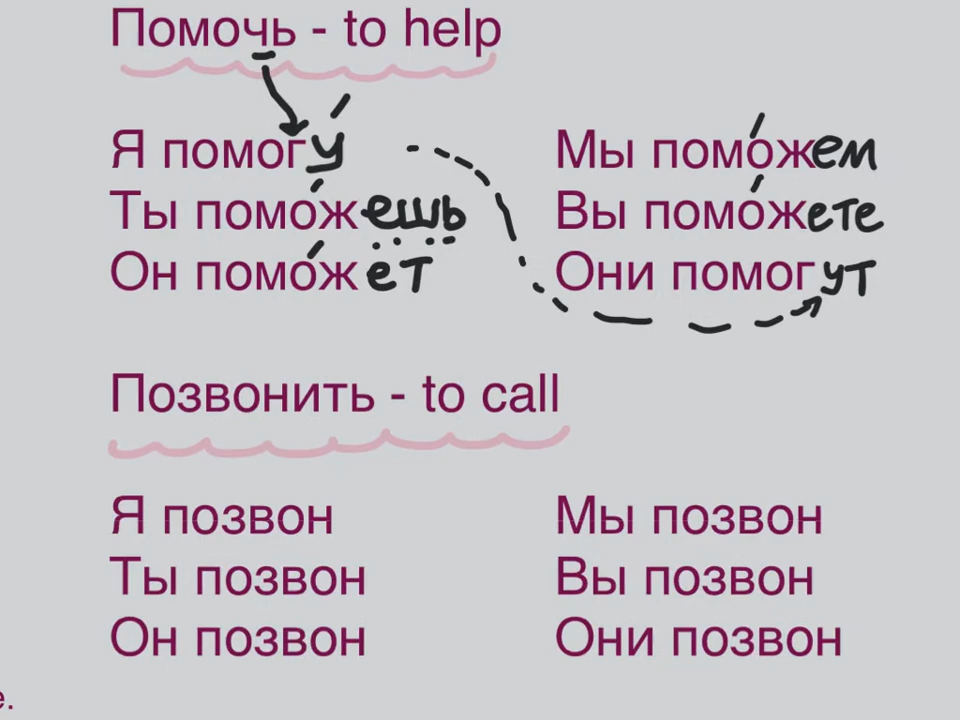 Помочь - to help
Я помогу
Ты поможешь
Он поможет
Мы поможем
Вы поможете
Они помогут
Позвонить - to call
Я позвон
Ты позвон
Он позвон
Мы позвон
Вы позвон
Они позвон
е.